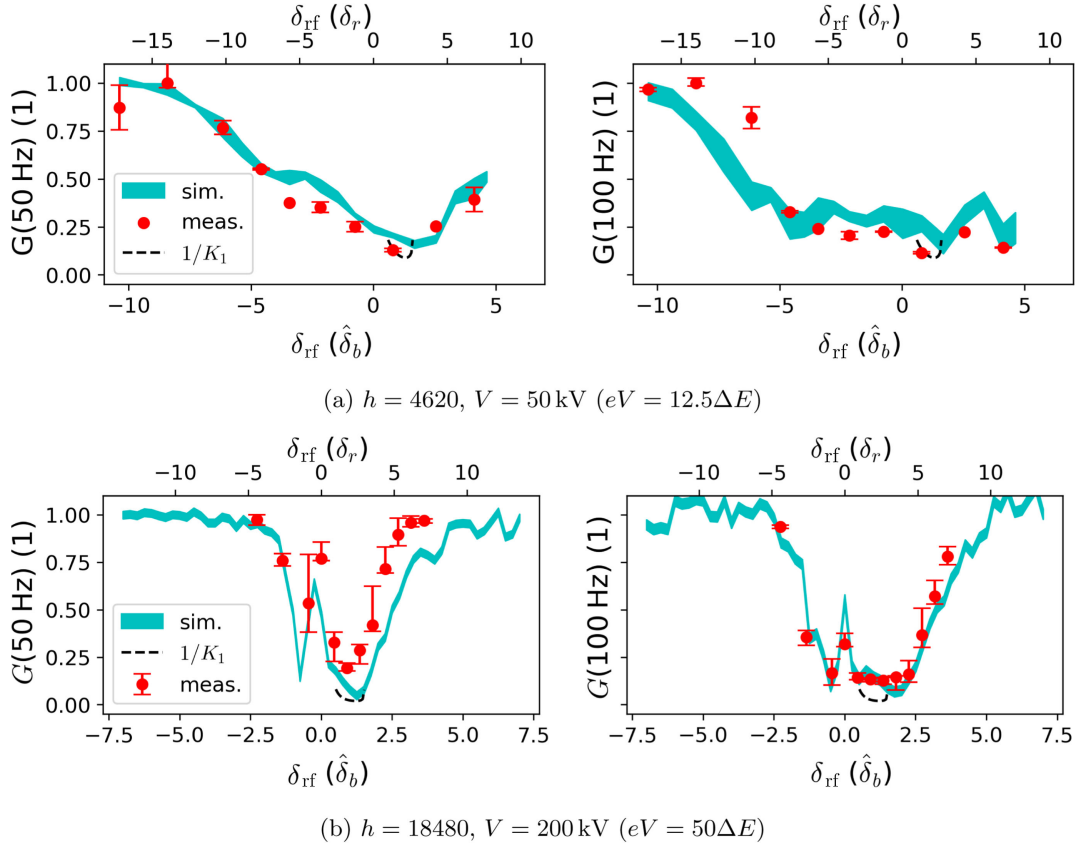 δrf (δr)
−15 −10 −5 0 5 10
G(50 Hz) (1)
1.00
0.75
0.50
0.25
0.00
sim.
meas.
1/K1
−10 −5 0 5
δrf (δ̂b)
δrf (δr)
−15 −10 −5 0 5 10
G(100 Hz) (1)
−10 −5 0 5
δrf (δ̂b)
(a) h = 4620, V = 50 kV (eV = 12.5ΔE)
δrf (δr)
−10 −5 0 5 10
G(50 Hz) (1)
1.00
0.75
0.50
0.25
0.00
sim.
1/K1
meas.
−7.5 −5.0 −2.5 0.0 2.5 5.0 7.5
δrf (δ̂b)
δrf (δr)
−10 −5 0 5 10
G(100 Hz) (1)
−7.5 −5.0 −2.5 0.0 2.5 5.0 7.5
δrf (δ̂b)
(b) h = 18480, V = 200 kV (eV = 50ΔE)